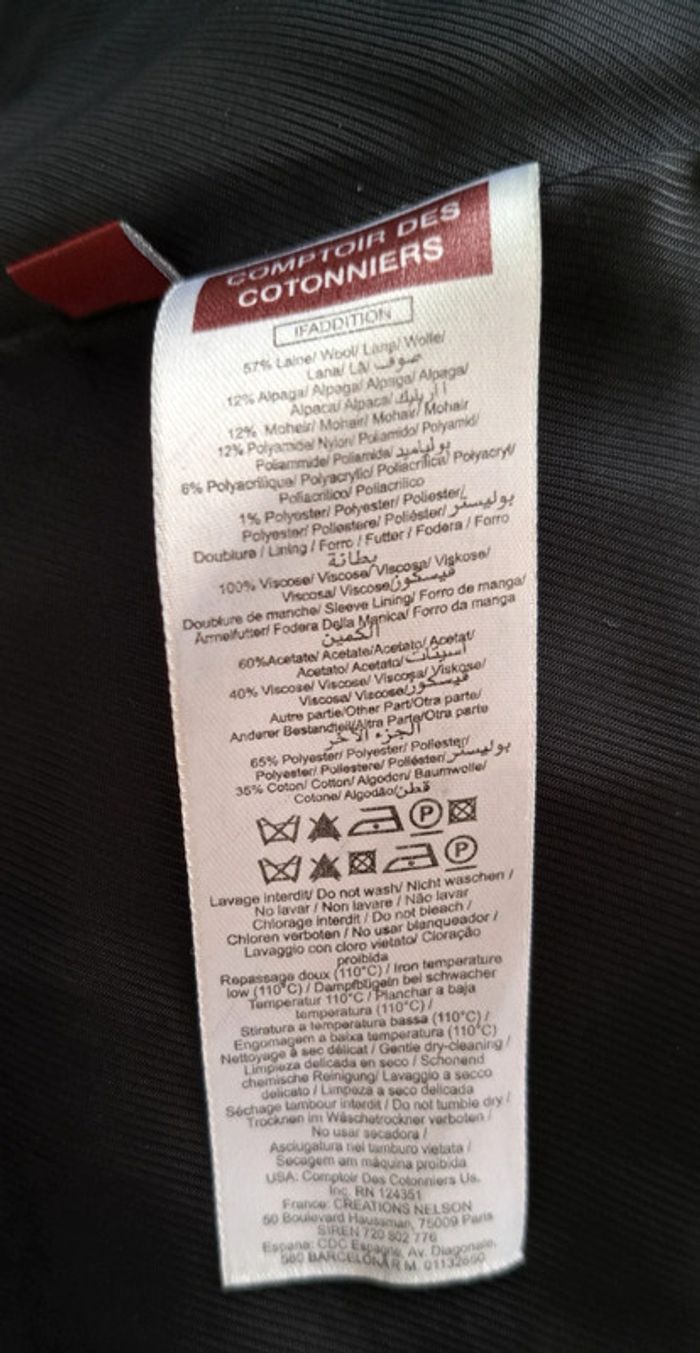 COMPTOIR DES
COTONNIERS
IFADDITION
57% Laine/ Wool/ Lana/ Wolle/
Lana/ Lã/ صوف
12% Alpaga/ Alpaga/ Alpaga/ Alpaga/
Alpaca/ Alpaca/
12% Moheir/ Mohair/ Mohair/ Mohair
12% Polyamide/ Nylon/ Poliamido/ Polyamid/
Poliammide/ Poliamida/ بولياميد
6% Polyacrilique/ Polyacrylic/ Poliacrilica/ Polyacryl/
Poliacrilico/ Poliacrilico
1% Polyester/ Polyester/ Poliester/
Polyester/ Poliestere/ Poliéster/ بوليستر
Doublure / Lining / Forro / Futter / Fodera / Forro
بطانة
100% Viscose/ Viscose/ Viscosa/ Viskose/
Viscosa/ Viscose/ فيسكوز
Doublure de manche/ Sleeve Lining/ Forro de manga/
Armelfutter/ Fodera Della Manica/ Forro da manga
الكمين
60%Acetate/ Acetate/Acetato/ Acetat/
Acetato/ Acetato/ أسيتات
40% Viscose/ Viscose/ Viscosa/ Viskose/
Viscosa/ Viscose/ فيسكوز
Autre partie/Other Part/Otra parte/
Anderer Bestandteil/Altra Parte/Otra parte
الجزء الآخر
65% Polyester/ Polyester/ Poliester/
Polyester/ Poliestere/ Poliéster/ بوليستر
35% Coton/ Cotton/ Algodon/ Baumwolle/
Cotone/ Algodão/ قطن
P
P
Lavage interdit/ Do not wash/ Nicht waschen /
No lavar / Non lavare / Não lavar
Chlorage interdit / Do not bleach /
Chloren verboten / No usar blanqueador /
Lavaggio con cloro vietato/ Cloração
proibida
Repassage doux (110°C) / Iron temperature
low (110°C) / Dampfbügeln bei schwacher
Temperatur 110°C / Planchar a baja
temperatura (110°C) /
Stiratura a temperatura bassa (110°C) /
Engomagem a baixa temperatura (110°C)
Nettoyage à sec délicat / Gentle dry-cleaning /
Limpieza delicada en seco / Schonend
chemische Reinigung/ Lavaggio a secco
delicato / Limpeza a seco delicada
Séchage tambour interdit / Do not tumble dry /
Trocknen im Wäschetrockner verboten /
No usar secadora /
Asciugatura nel tamburo vietata /
Secagem em máquina proibida
USA: Comptoir Des Cotonniers Us.
Inc. RN 124351
France: CREATIONS NELSON
50 Boulevard Haussman, 75009 Paris
SIREN 720 802 776
Espana: CDC Espagne, Av. Diagonale,
580 BARCELONA R M.